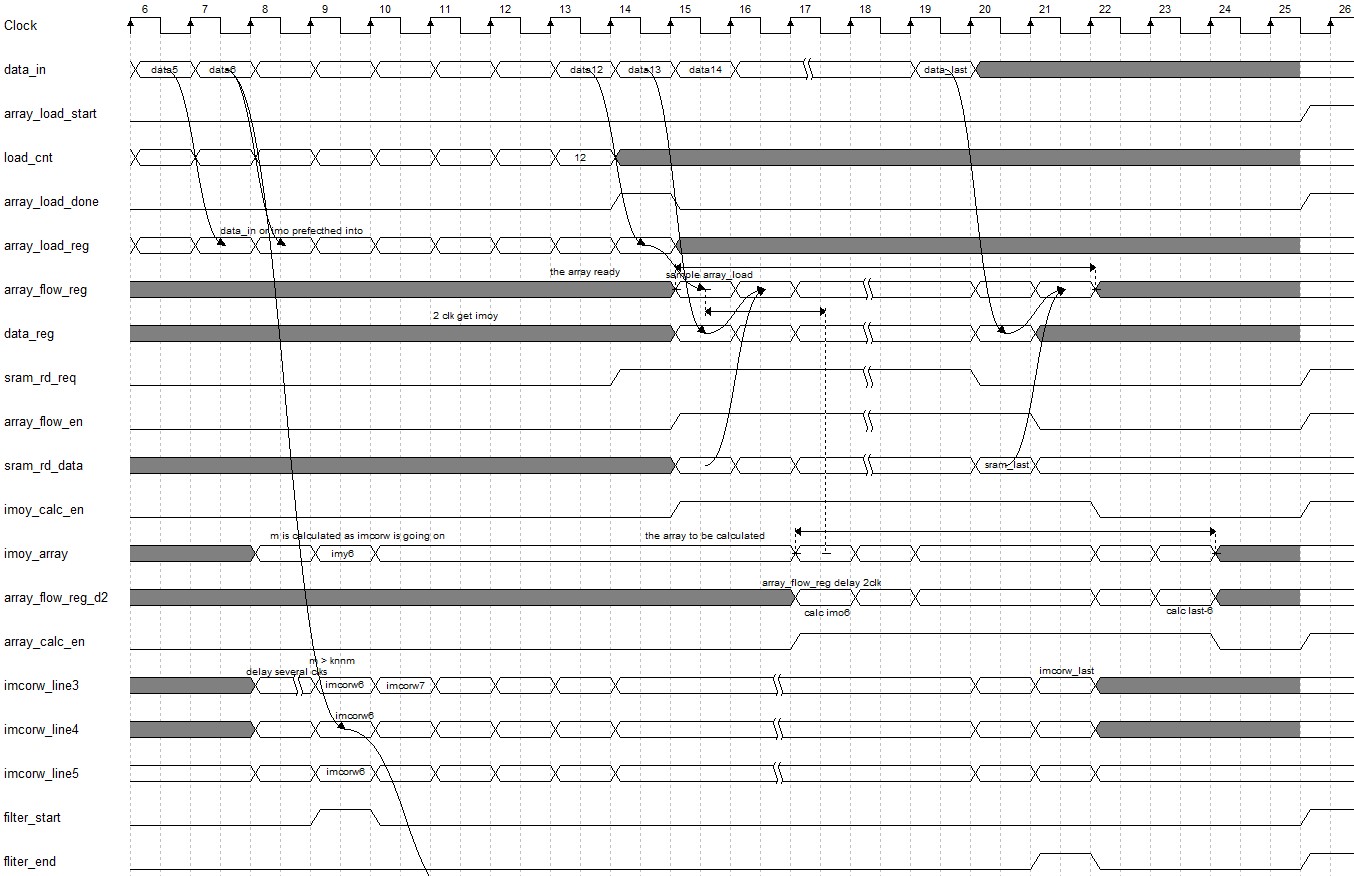 6 7 8 9 10 11 12 13 14 15 16 17 18 19 20 21 22 23 24 25 26
Clock
data_in data5 data6 data12 data13 data14 data_last
array_load_start
load_cnt 12
array_load_done
data_in or imo prefecthed into
array_load_reg
the array ready sample array_load
array_flow_reg
2 clk get imoy
data_reg
sram_rd_req
array_flow_en
sram_rd_data sram_last
imoy_calc_en
m is calculated as imcorw is going on the array to be calculated
imoy_array imy6
array_flow_reg delay 2clk
array_flow_reg_d2
calc imo6 calc last-6
array_calc_en
m > knnm
delay several clks imcorw_last
imcorw_line3 imcorw6 imcorw7
imcorw6
imcorw_line4
imcorw_line5 imcorw6
filter_start
fliter_end